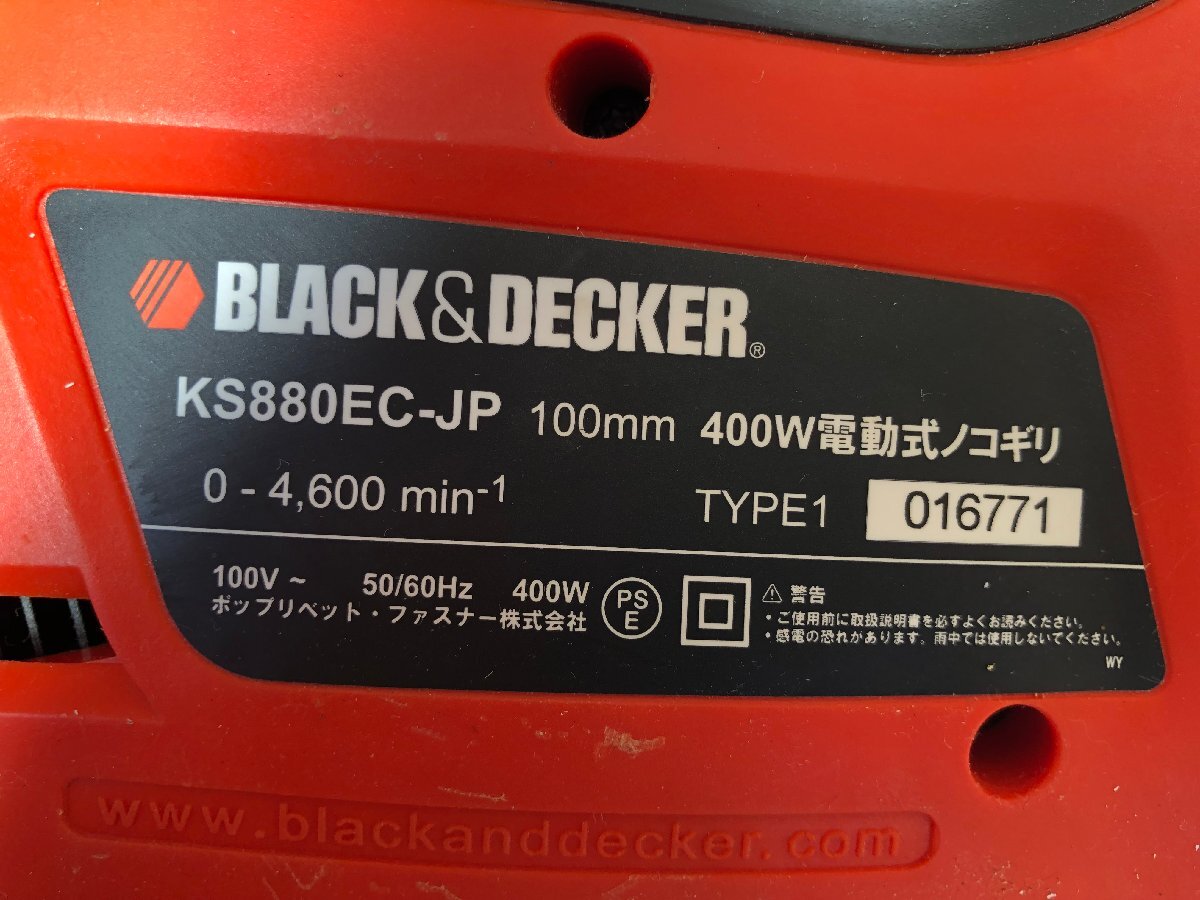 BLACK&DECKER®
KS880EC-JP 100mm 400W電動式ノコギリ
0 - 4,600 min-1 TYPE1 016771
100V ~ 50/60Hz 400W
ポップリベット・ファスナー株式会社
PS
E
⚠ 警告
・ご使用前に取扱説明書を必ずよくお読みください。
・感電の恐れがあります。雨中では使用しないでください。
WY
www.blackanddecker.com